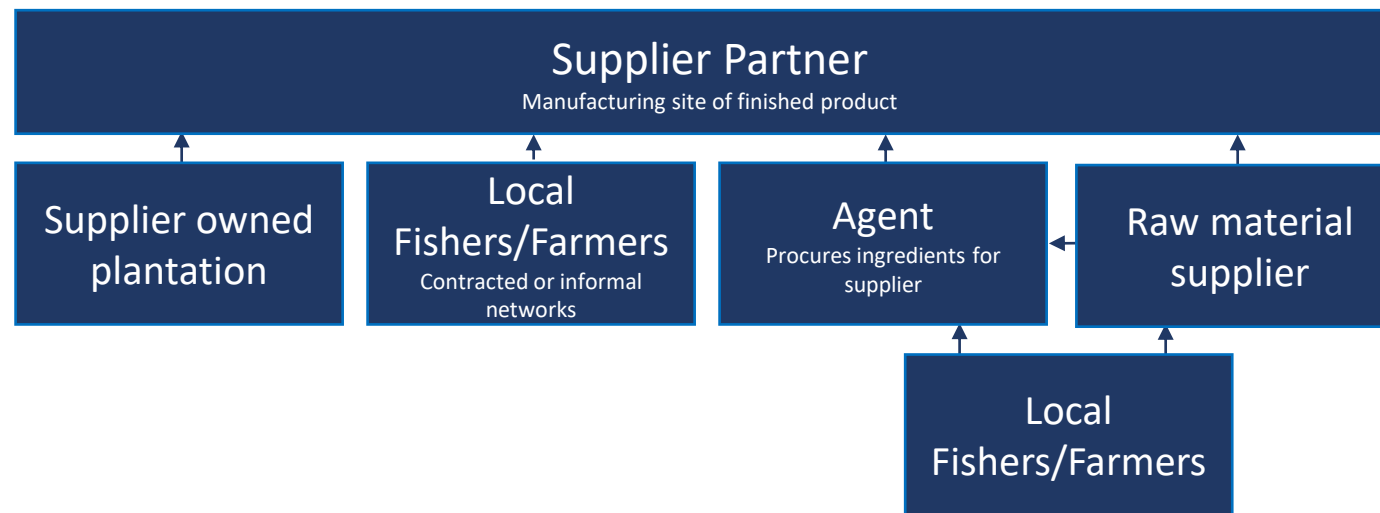 Supplier Partner
Manufacturing site of finished product
Supplier owned
plantation
Local
Fishers/Farmers
Contracted or informal
networks
Agent
Procures ingredients for
supplier
Raw material
supplier
Local
Fishers/Farmers